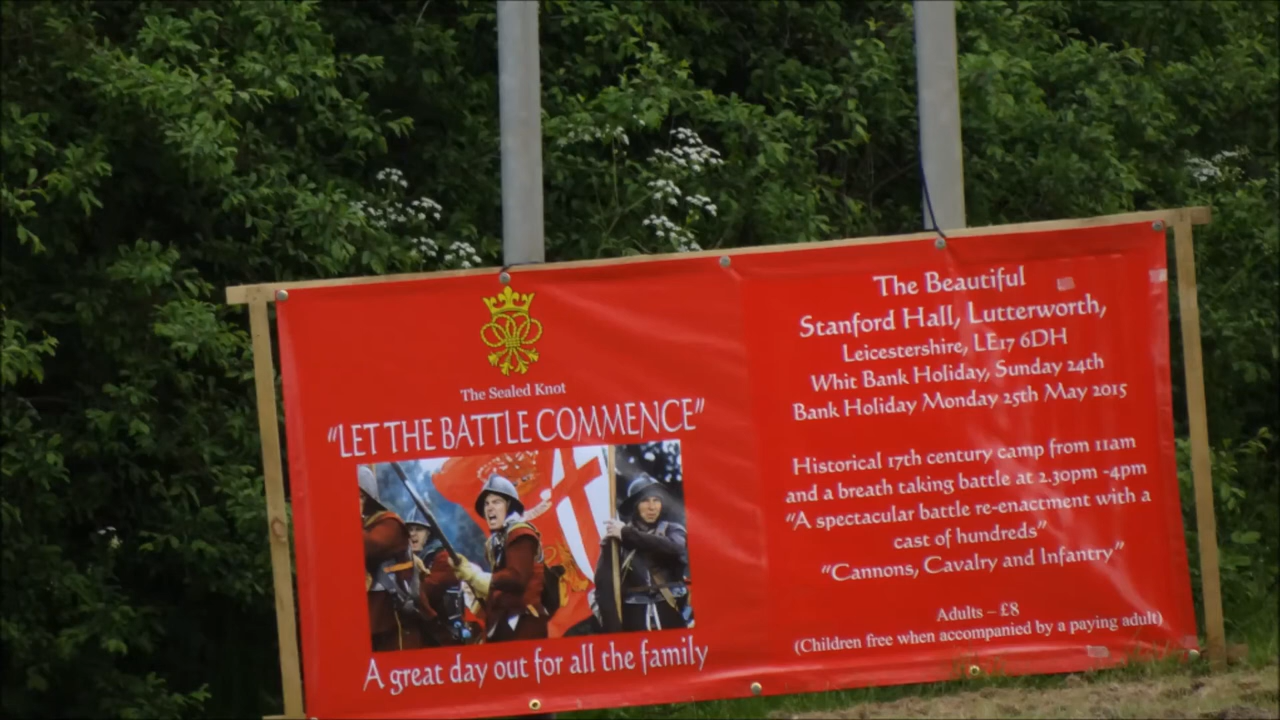 The Sealed Knot
"LET THE BATTLE COMMENCE"
A great day out for all the family
The Beautiful
Stanford Hall, Lutterworth,
Leicestershire, LE17 6DH
Whit Bank Holiday, Sunday 24th
Bank Holiday Monday 25th May 2015
Historical 17th century camp from 11am
and a breath taking battle at 2.30pm -4pm
"A spectacular battle re-enactment with a
cast of hundreds"
"Cannons, Cavalry and Infantry"
Adults – £8
(Children free when accompanied by a paying adult)